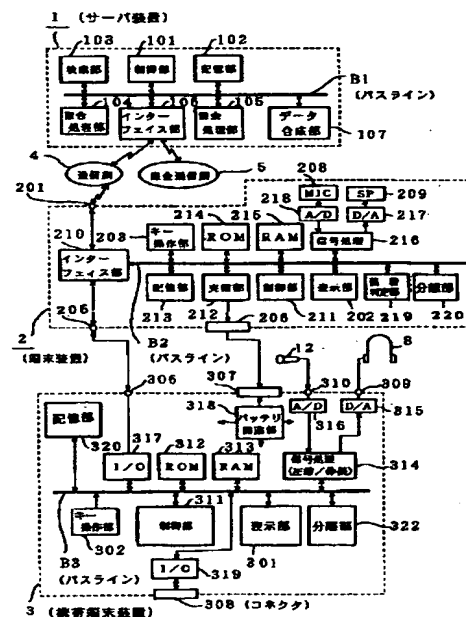 1 (サーバ装置)
103 101 102
検索部 制御部 記憶部
B1
(バスライン)
104 106 105
照合処理部 インターフェイス部 課金処理部 データ合成部
107
4 通信網
課金通信網 5
201
208 209
MIC SP
218 A/D D/A 217
210 203 214 215
キー操作部 ROM RAM 信号処理 216
インターフェイス部
記憶部 充電部 制御部 表示部 分離部
213 212 211 202 219 220
205 206
2 (端末装置)
B2
(バスライン)
12 8
306 307 310 309
318 A/D D/A 315
316
記憶部 バッテリ
320 317 312 313
I/O ROM RAM 信号処理(圧縮/伸長) 314
311
キー操作部 制御部 表示部 分離部
302 301 322
B3
(バスライン)
319
3 (携帯端末装置)
308 (コネクタ)